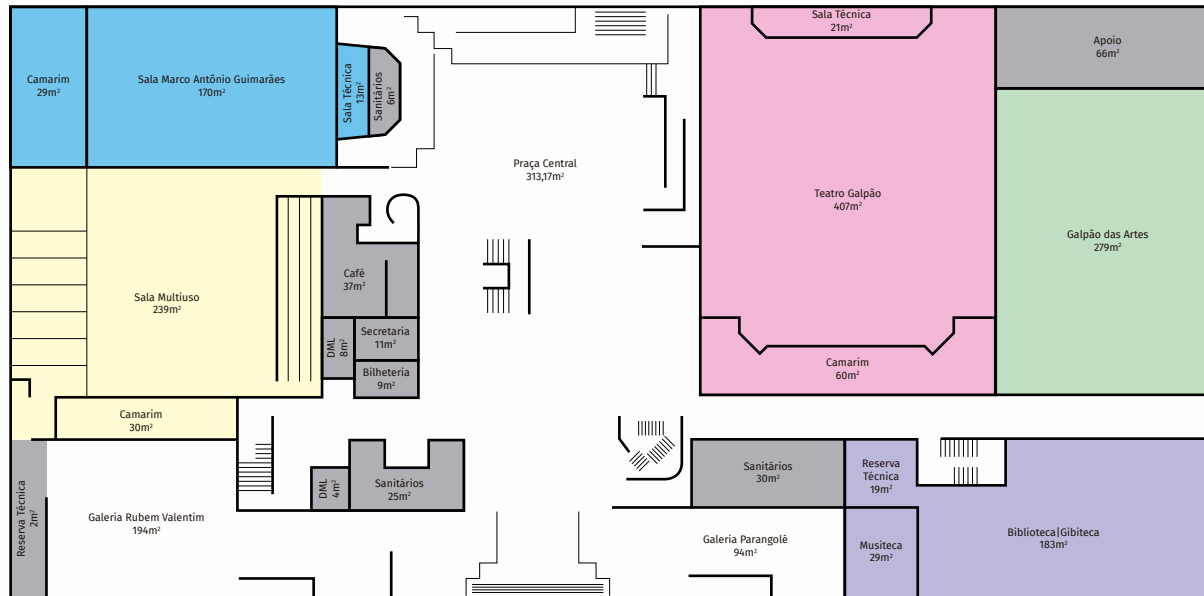 Sala Técnica
21m²
Apoio
66m²
Camarim
29m²
Sala Marco Antônio Guimarães
170m²
Sala Técnica
13m²
Sanitários
6m²
Praça Central
313,17m²
Teatro Galpão
407m²
Galpão das Artes
279m²
Sala Multiuso
239m²
Café
37m²
DML
8m²
Secretaria
11m²
Bilheteria
9m²
Camarim
60m²
Camarim
30m²
Reserva Técnica
2m²
Galeria Rubem Valentim
194m²
DML
4m²
Sanitários
25m²
Sanitários
30m²
Reserva
Técnica
19m²
Galeria Parangolé
94m²
Musiteca
29m²
Biblioteca|Gibiteca
183m²